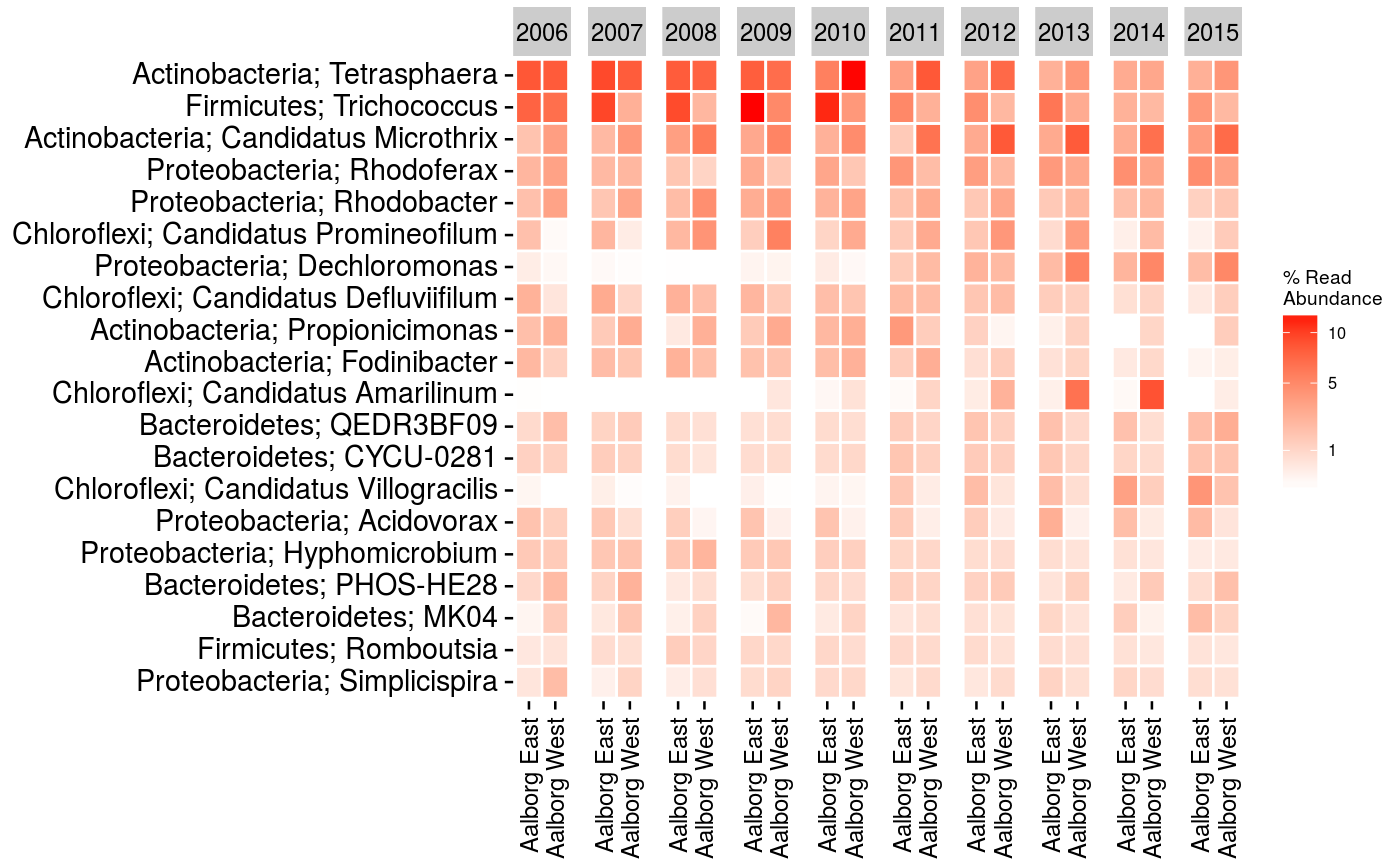 2006 2007 2008 2009 2010 2011 2012 2013 2014 2015
Actinobacteria; Tetrasphaera
Firmicutes; Trichococcus
Actinobacteria; Candidatus Microthrix
Proteobacteria; Rhodoferax
Proteobacteria; Rhodobacter
Chloroflexi; Candidatus Promineofilum
Proteobacteria; Dechloromonas
Chloroflexi; Candidatus Defluviifilum
Actinobacteria; Propionicimonas
Actinobacteria; Fodinibacter
Chloroflexi; Candidatus Amarilinum
Bacteroidetes; QEDR3BF09
Bacteroidetes; CYCU-0281
Chloroflexi; Candidatus Villogracilis
Proteobacteria; Acidovorax
Proteobacteria; Hyphomicrobium
Bacteroidetes; PHOS-HE28
Bacteroidetes; MK04
Firmicutes; Romboutsia
Proteobacteria; Simplicispira
Aalborg East
Aalborg West
Aalborg East
Aalborg West
Aalborg East
Aalborg West
Aalborg East
Aalborg West
Aalborg East
Aalborg West
Aalborg East
Aalborg West
Aalborg East
Aalborg West
Aalborg East
Aalborg West
Aalborg East
Aalborg West
Aalborg East
Aalborg West
% Read
Abundance
10
5
1